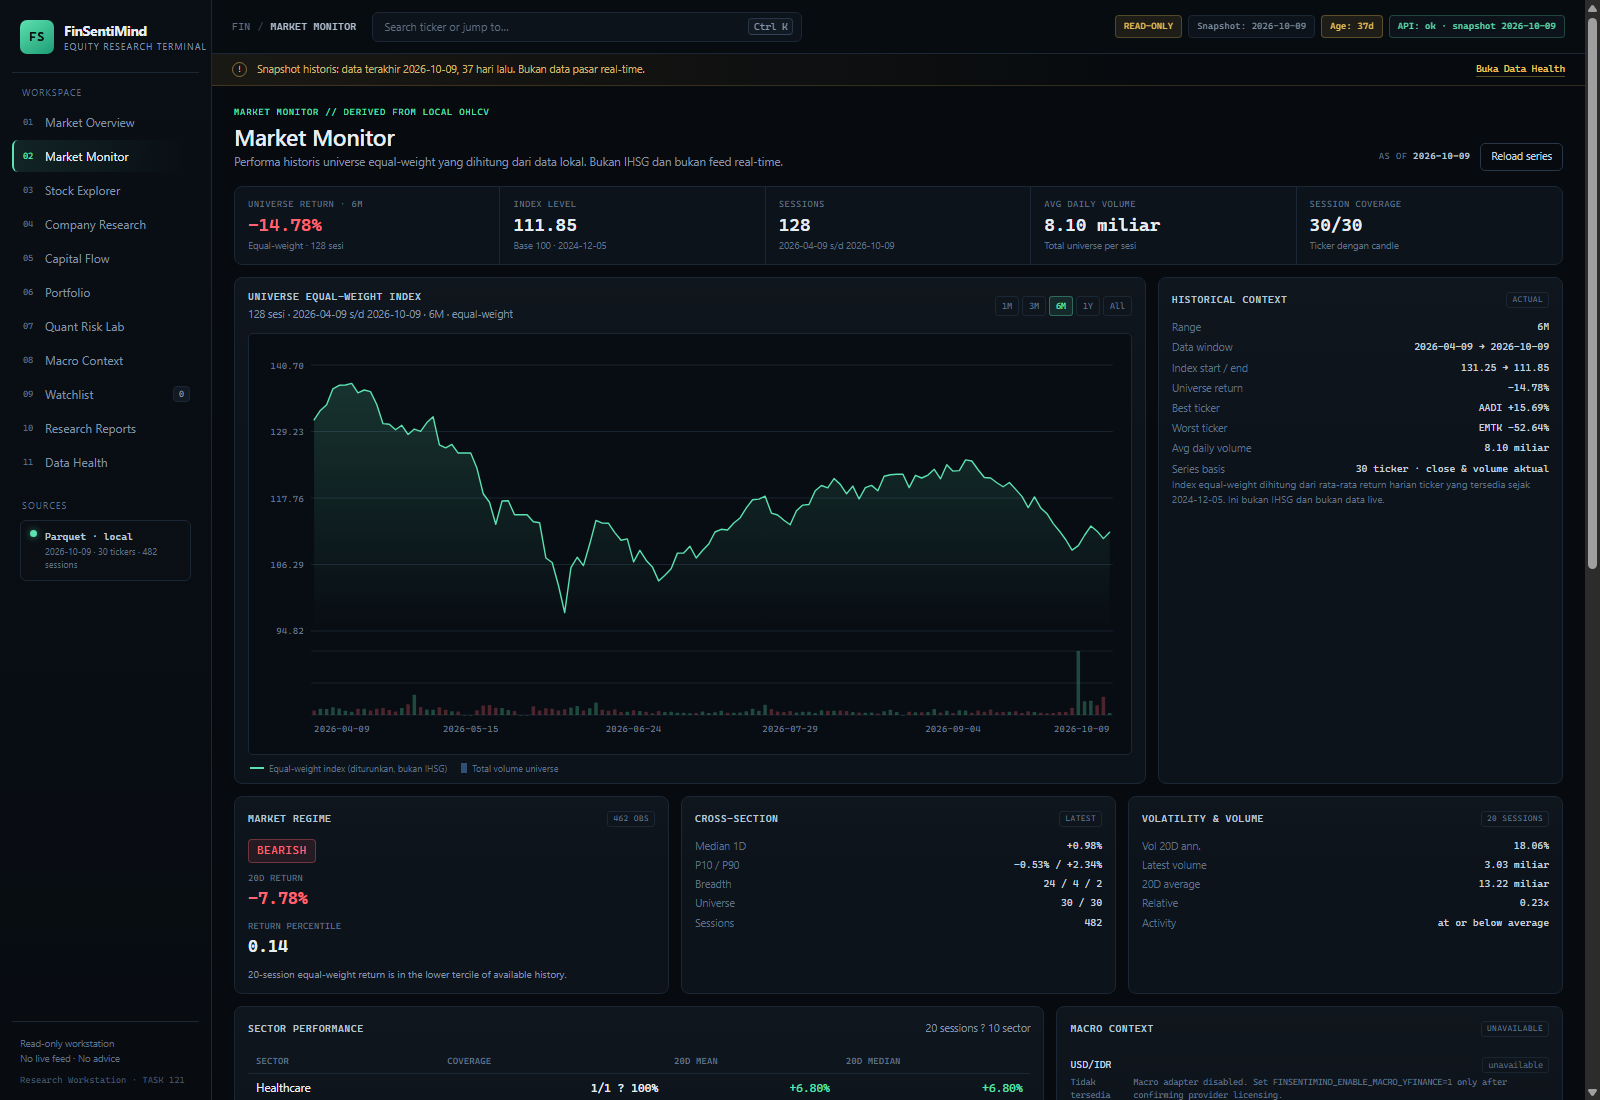 FS
FinSentiMind
EQUITY RESEARCH TERMINAL
WORKSPACE
01 Market Overview
02 Market Monitor
03 Stock Explorer
04 Company Research
05 Capital Flow
06 Portfolio
07 Quant Risk Lab
08 Macro Context
09 Watchlist 0
10 Research Reports
11 Data Health
SOURCES
Parquet · local
2026-10-09 · 30 tickers · 482
sessions
Read-only workstation
No live feed · No advice
Research Workstation · TASK 121
FIN / MARKET MONITOR
Search ticker or jump to... Ctrl K
READ-ONLY
Snapshot: 2026-10-09
Age: 37d
API: ok · snapshot 2026-10-09
! Snapshot historis: data terakhir 2026-10-09, 37 hari lalu. Bukan data pasar real-time.
Buka Data Health
MARKET MONITOR // DERIVED FROM LOCAL OHLCV
Market Monitor
Performa historis universe equal-weight yang dihitung dari data lokal. Bukan IHSG dan bukan feed real-time.
AS OF 2026-10-09
Reload series
UNIVERSE RETURN · 6M
−14.78%
Equal-weight · 128 sesi
INDEX LEVEL
111.85
Base 100 · 2024-12-05
SESSIONS
128
2026-04-09 s/d 2026-10-09
AVG DAILY VOLUME
8.10 miliar
Total universe per sesi
SESSION COVERAGE
30/30
Ticker dengan candle
UNIVERSE EQUAL-WEIGHT INDEX
128 sesi · 2026-04-09 s/d 2026-10-09 · 6M · equal-weight
1M 3M 6M 1Y All
140.70
129.23
117.76
106.29
94.82
2026-04-09 2026-05-15 2026-06-24 2026-07-29 2026-09-04 2026-10-09
Equal-weight index (diturunkan, bukan IHSG) Total volume universe
HISTORICAL CONTEXT ACTUAL
Range 6M
Data window 2026-04-09 → 2026-10-09
Index start / end 131.25 → 111.85
Universe return −14.78%
Best ticker AADI +15.69%
Worst ticker EMTK −52.64%
Avg daily volume 8.10 miliar
Series basis 30 ticker · close & volume aktual
Index equal-weight dihitung dari rata-rata return harian ticker yang tersedia sejak
2024-12-05. Ini bukan IHSG dan bukan data live.
MARKET REGIME 462 OBS
BEARISH
20D RETURN
−7.78%
RETURN PERCENTILE
0.14
20-session equal-weight return is in the lower tercile of available history.
CROSS-SECTION LATEST
Median 1D +0.98%
P10 / P90 −0.53% / +2.34%
Breadth 24 / 4 / 2
Universe 30 / 30
Sessions 482
VOLATILITY & VOLUME 20 SESSIONS
Vol 20D ann. 18.06%
Latest volume 3.03 miliar
20D average 13.22 miliar
Relative 0.23x
Activity at or below average
SECTOR PERFORMANCE 20 sessions ? 10 sector
SECTOR COVERAGE 20D MEAN 20D MEDIAN
Healthcare 1/1 ? 100% +6.80% +6.80%
MACRO CONTEXT UNAVAILABLE
USD/IDR unavailable
Tidak Macro adapter disabled. Set FINSENTIMIND_ENABLE_MACRO_YFINANCE=1 only after
tersedia confirming provider licensing.